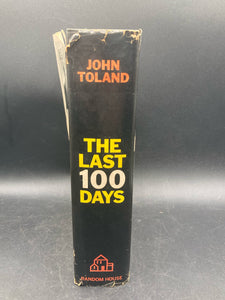 JOHN
TOLAND
THE
LAST
100
DAYS
RANDOM HOUSE